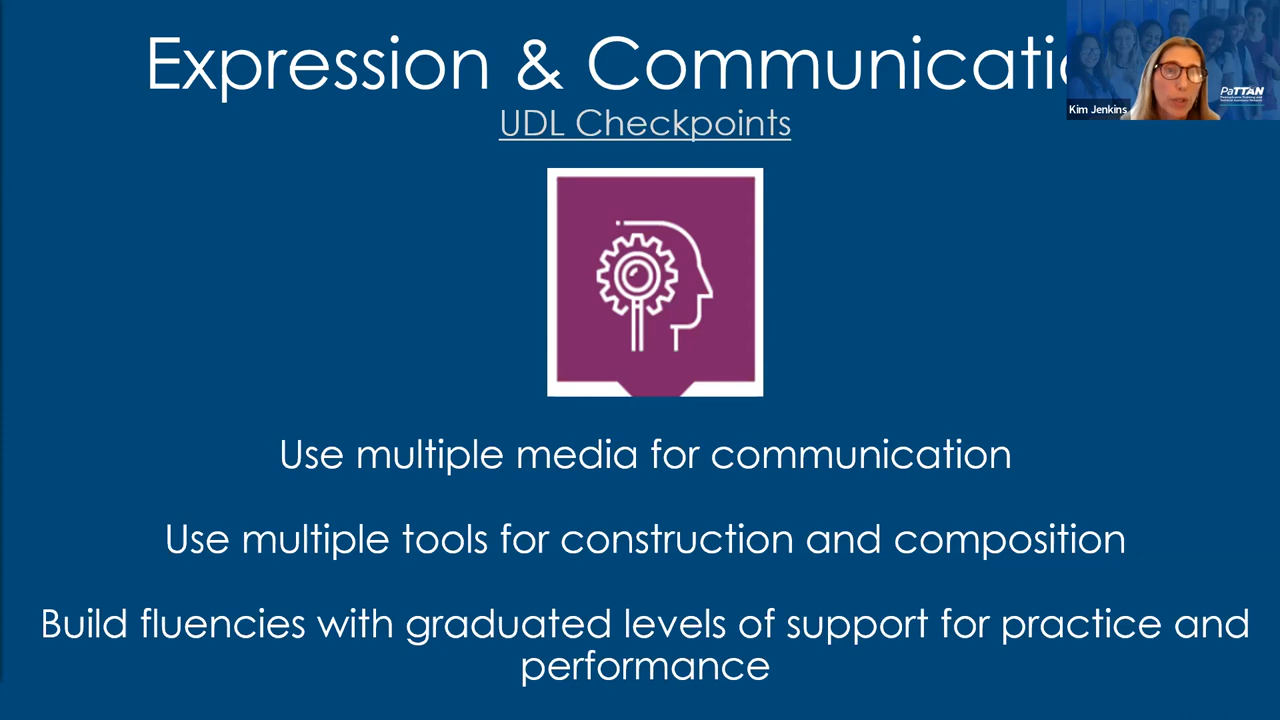 Expression & Communicatio
UDL Checkpoints
Kim Jenkins
PaTTAN
Use multiple media for communication
Use multiple tools for construction and composition
Build fluencies with graduated levels of support for practice and
performance